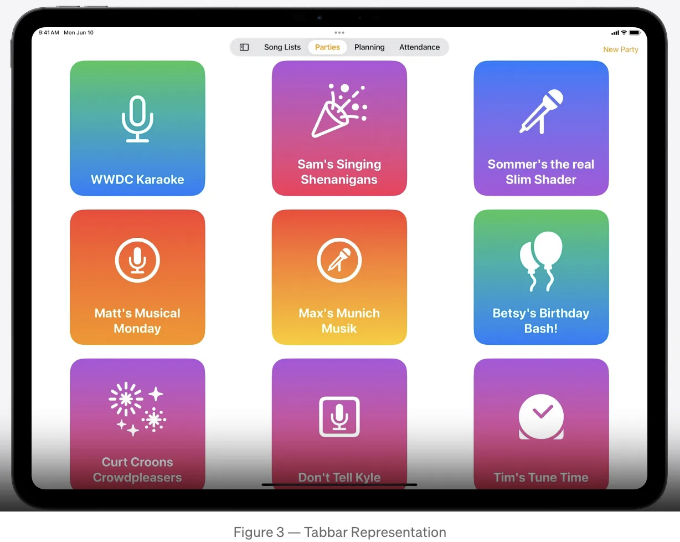 9:41 AM Mon Jun 10
Song Lists Parties Planning Attendance
New Party
WWDC Karaoke
Sam's Singing
Shenanigans
Sommer's the real
Slim Shader
Matt's Musical
Monday
Max's Munich
Musik
Betsy's Birthday
Bash!
Curt Croons
Crowdpleasers
Don't Tell Kyle
Tim's Tune Time
Figure 3 — Tabbar Representation